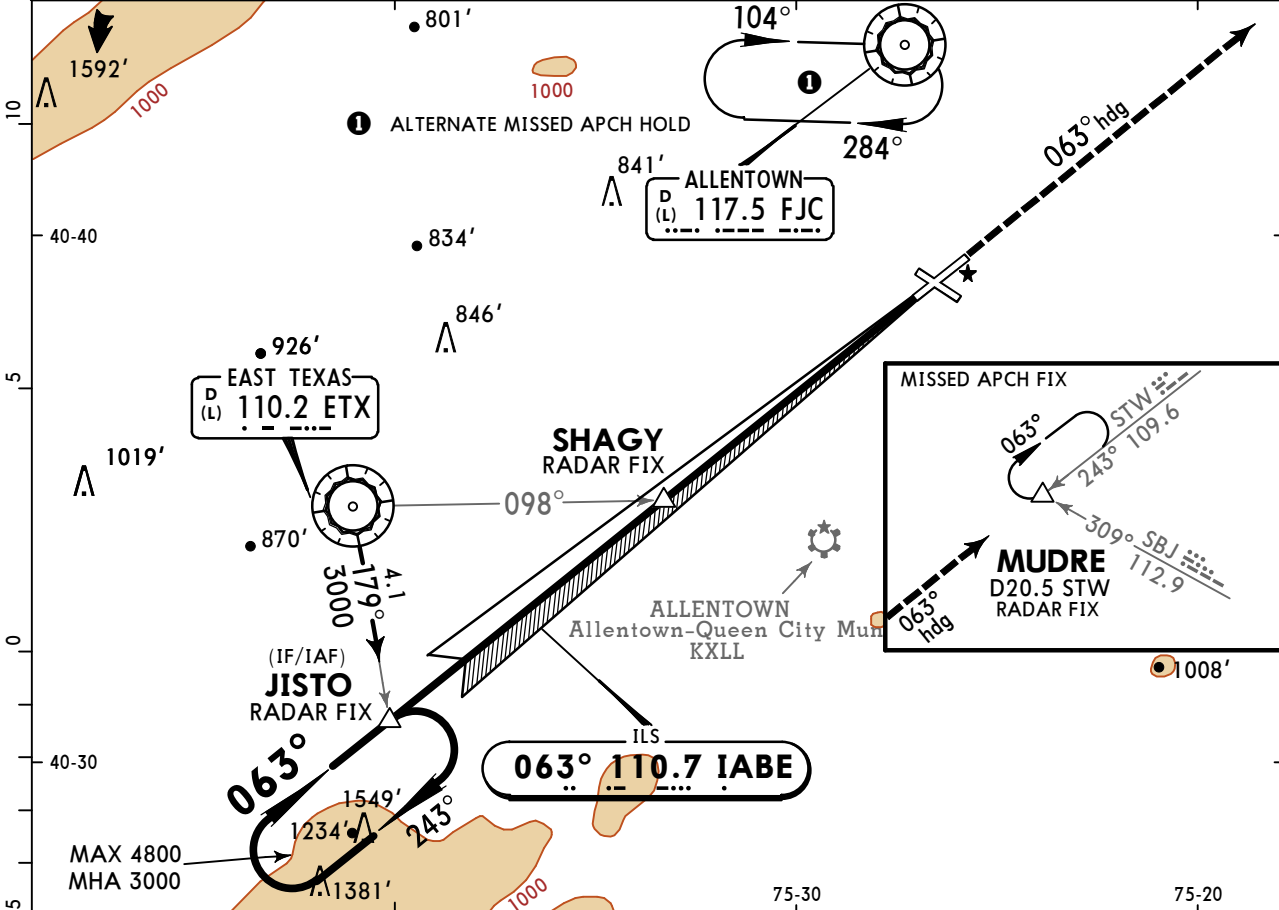 801'
104°
1592'
1000
1000
1
10
1 ALTERNATE MISSED APCH HOLD
063° hdg
284°
841'
ALLENTOWN
D
(L) 117.5 FJC
40-40
834'
846'
926'
EAST TEXAS
D
(L) 110.2 ETX
5
MISSED APCH FIX
STW
063°
243° 109.6
SHAGY
RADAR FIX
1019'
098°
870'
309° SBJ
112.9
MUDRE
D20.5 STW
RADAR FIX
063°
hdg
4.1
179°
3000
ALLENTOWN
Allentown-Queen City Mun
KXLL
0
(IF/IAF)
JISTO
RADAR FIX
1008'
ILS
063° 110.7 IABE
40-30
063°
1549'
1234'
243°
MAX 4800
MHA 3000
1381'
1000
75-30
75-20
5